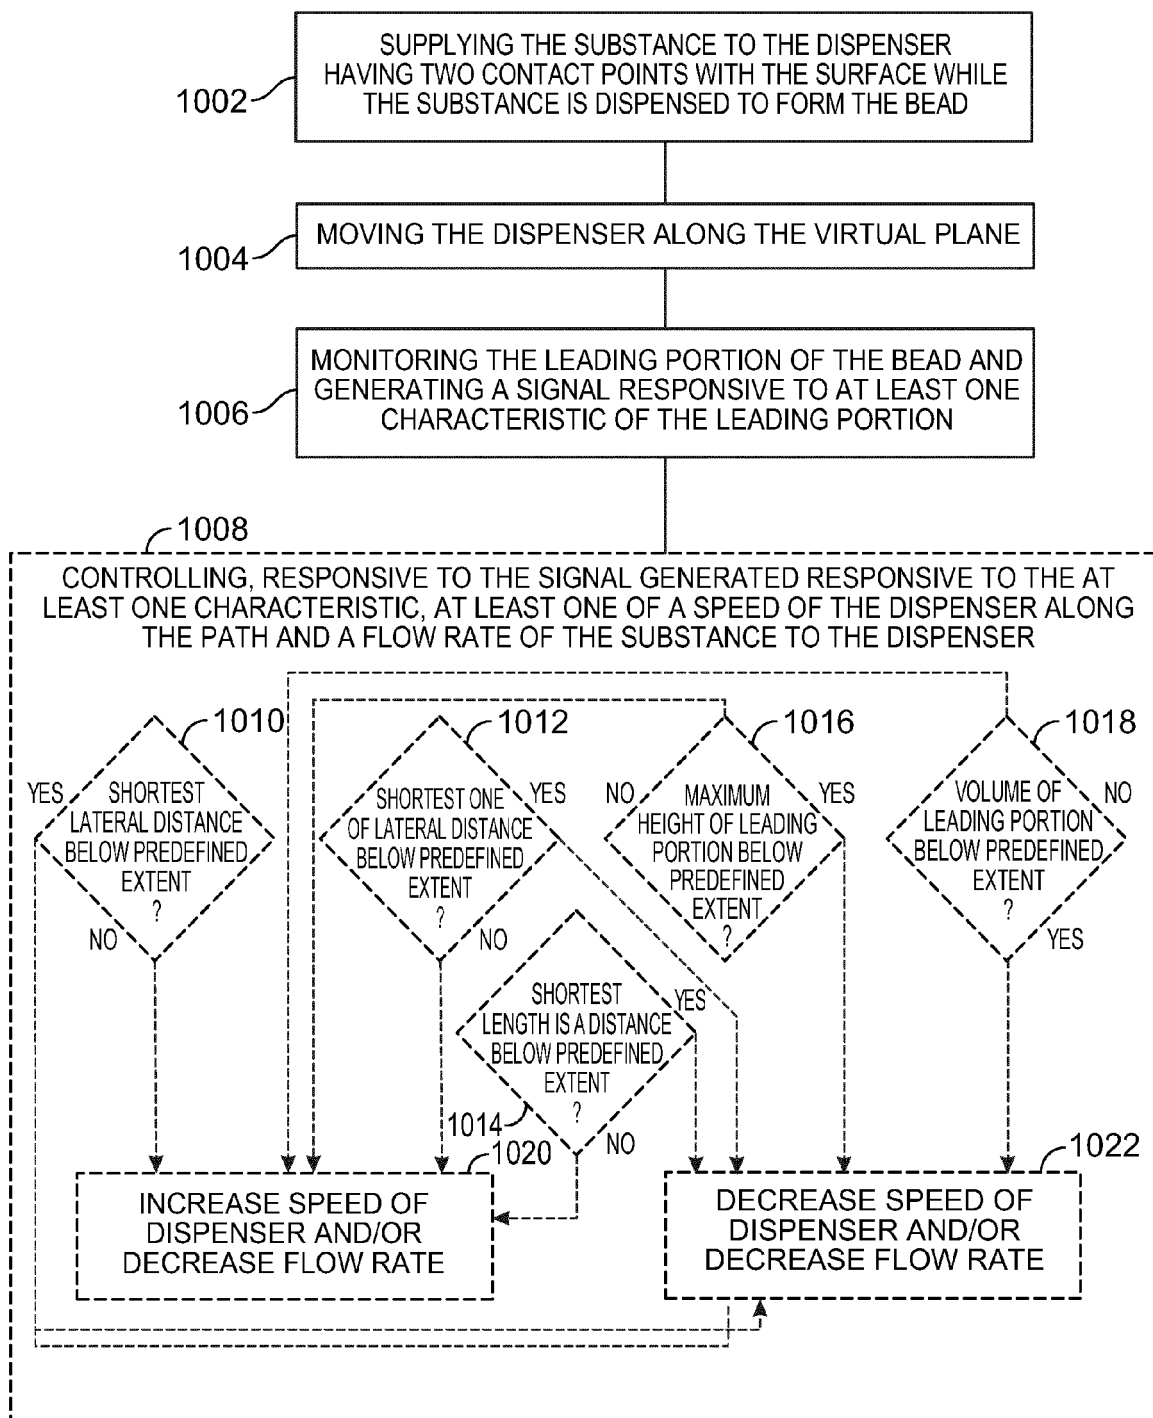 SUPPLYING THE SUBSTANCE TO THE DISPENSER
HAVING TWO CONTACT POINTS WITH THE SURFACE WHILE
THE SUBSTANCE IS DISPENSED TO FORM THE BEAD
1002
MOVING THE DISPENSER ALONG THE VIRTUAL PLANE
1004
MONITORING THE LEADING PORTION OF THE BEAD AND
GENERATING A SIGNAL RESPONSIVE TO AT LEAST ONE
CHARACTERISTIC OF THE LEADING PORTION
1006
1008
CONTROLLING, RESPONSIVE TO THE SIGNAL GENERATED RESPONSIVE TO THE AT
LEAST ONE CHARACTERISTIC, AT LEAST ONE OF A SPEED OF THE DISPENSER ALONG
THE PATH AND A FLOW RATE OF THE SUBSTANCE TO THE DISPENSER
1010
YES
SHORTEST
LATERAL DISTANCE
BELOW PREDEFINED
EXTENT
?
NO
1012
SHORTEST ONE
OF LATERAL DISTANCE
BELOW PREDEFINED
EXTENT
?
YES
NO
1016
NO
MAXIMUM
HEIGHT OF LEADING
PORTION BELOW
PREDEFINED
EXTENT
?
YES
1018
VOLUME OF
LEADING PORTION
BELOW PREDEFINED
EXTENT
?
NO
YES
SHORTEST
LENGTH IS A DISTANCE
BELOW PREDEFINED
EXTENT
?
YES
1014
NO
1020
INCREASE SPEED OF
DISPENSER AND/OR
DECREASE FLOW RATE
1022
DECREASE SPEED OF
DISPENSER AND/OR
DECREASE FLOW RATE